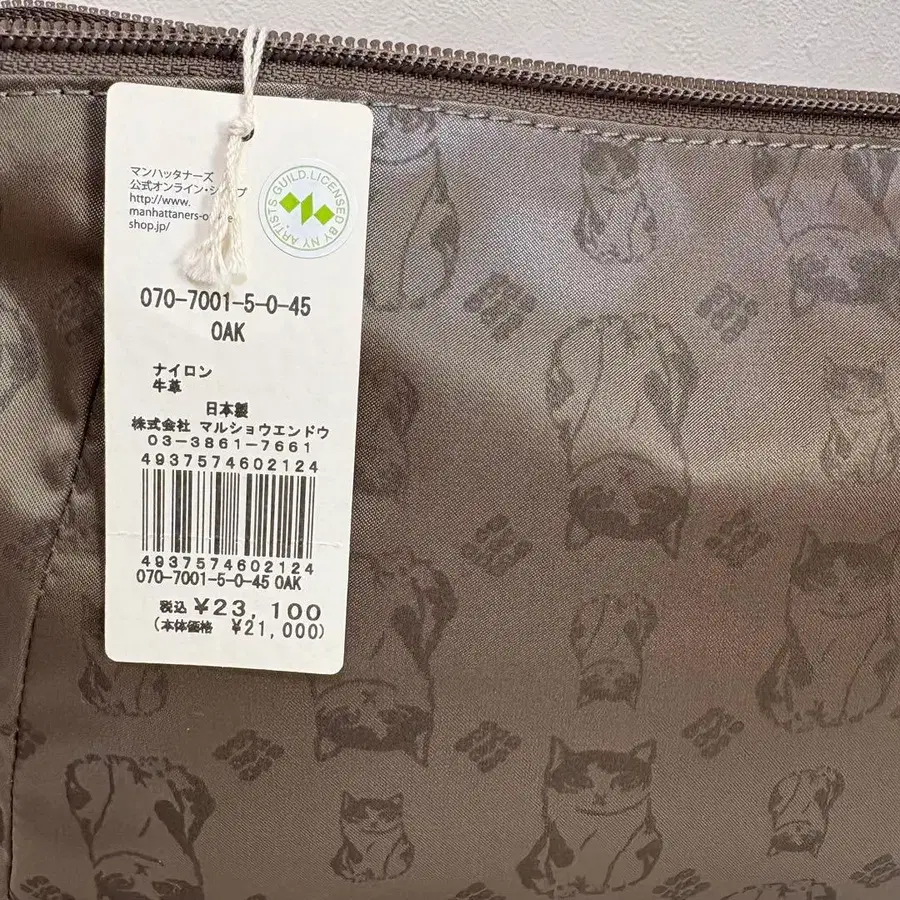 マンハッタナーズ
公式オンライン・ショップ
http://www.
manhattaners-o
shop.jp/
GUILD.LICENSED BY NY ARTISTS
070-7001-5-0-45
OAK
ナイロン
牛革
日本製
株式会社 マルショウエンドウ
03-3861-7661
4937574602124
4937574602124
070-7001-5-0-45 OAK
税込 ¥23,100
(本体価格 ¥21,000)